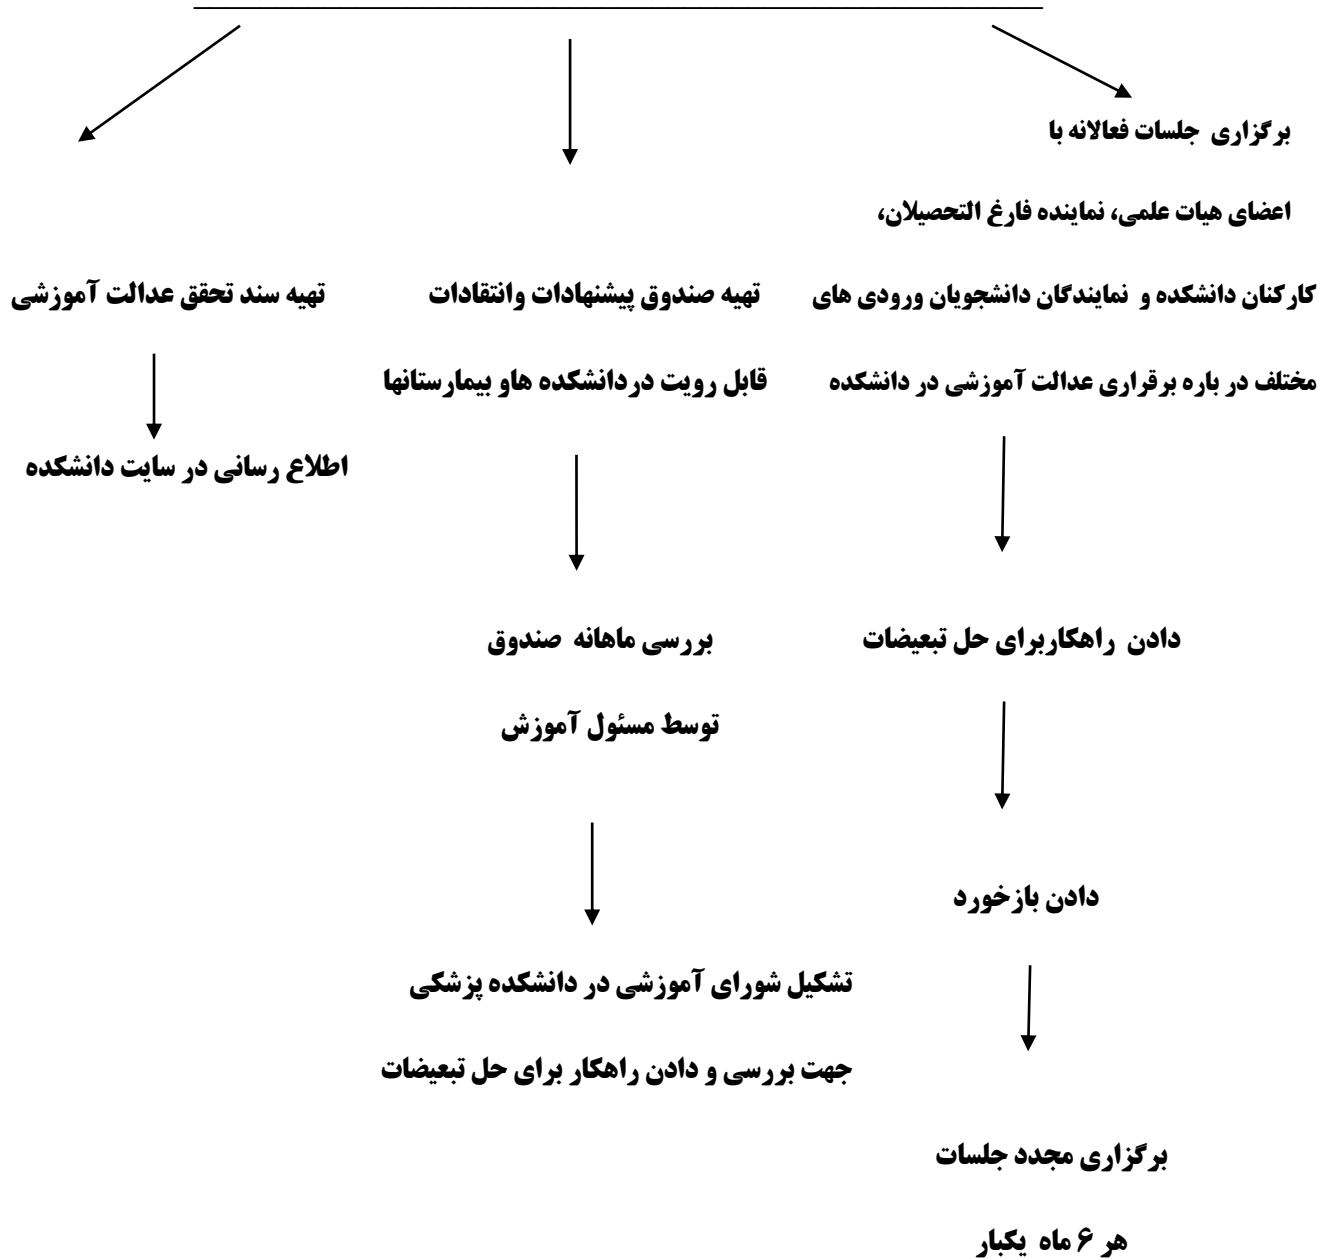 برگزاری جلسات فعالانه با
اعضای هیات علمی، نماینده فارغ التحصیلان،
کارکنان دانشکده و نمایندگان دانشجویان ورودی های
مختلف در باره برقراری عدالت آموزشی در دانشکده
دادن راهکاربرای حل تبعیضات
دادن بازخورد
برگزاری مجدد جلسات
هر ۶ ماه یکبار
تهیه صندوق پیشنهادات وانتقادات
قابل رویت دردانشکده هاو بیمارستانها
بررسی ماهانه صندوق
توسط مسئول آموزش
تشکیل شورای آموزشی در دانشکده پزشکی
جهت بررسی و دادن راهکار برای حل تبعیضات
تهیه سند تحقق عدالت آموزشی
اطلاع رسانی در سایت دانشکده